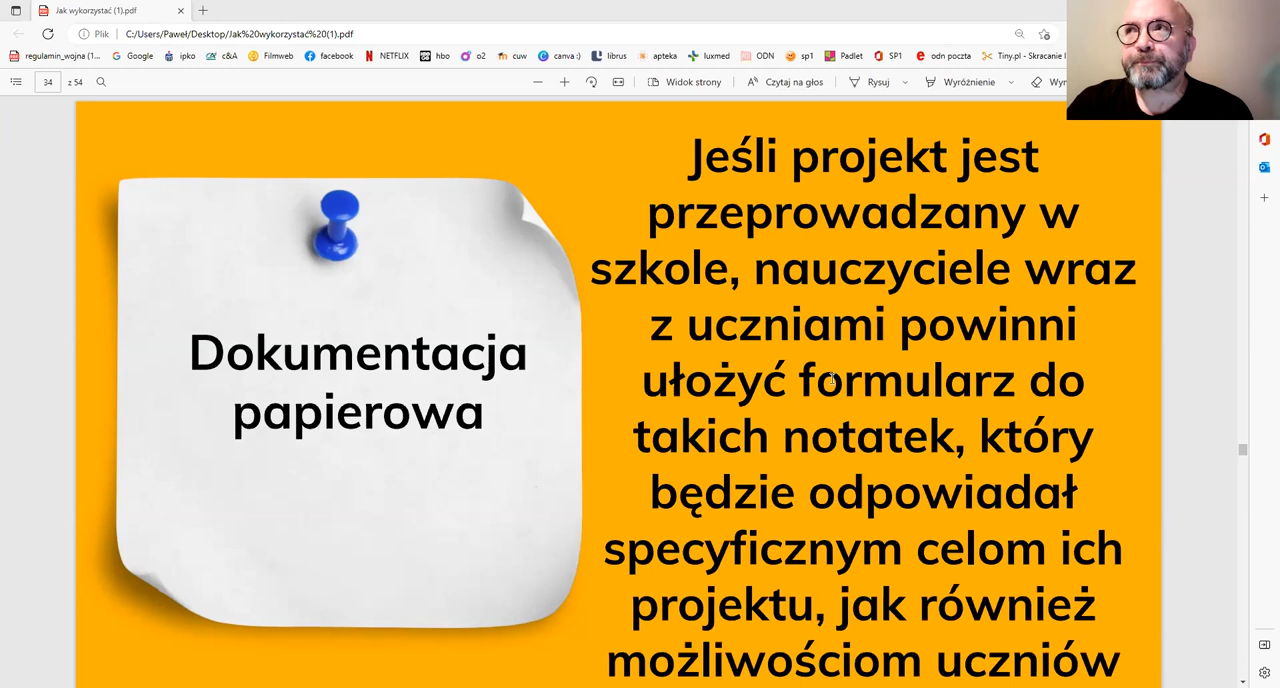 Jak wykorzystać (1).pdf
Plik
C:/Users/Paweł/Desktop/Jak%20wykorzystać%20(1).pdf
regulamin_wojna (1...
Google
ipko
c&A
Filmweb
facebook
NETFLIX
hbo
o2
cuw
canva :)
librus
apteka
luxmed
ODN
sp1
Padlet
SP1
odn poczta
Tiny.pl - Skracanie l
34 z 54
Widok strony
Czytaj na głos
Rysuj
Wyróżnienie
Dokumentacja
papierowa
Jeśli projekt jest
przeprowadzany w
szkole, nauczyciele wraz
z uczniami powinni
ułożyć formularz do
takich notatek, który
będzie odpowiadał
specyficznym celom ich
projektu, jak również
możliwościom uczniów